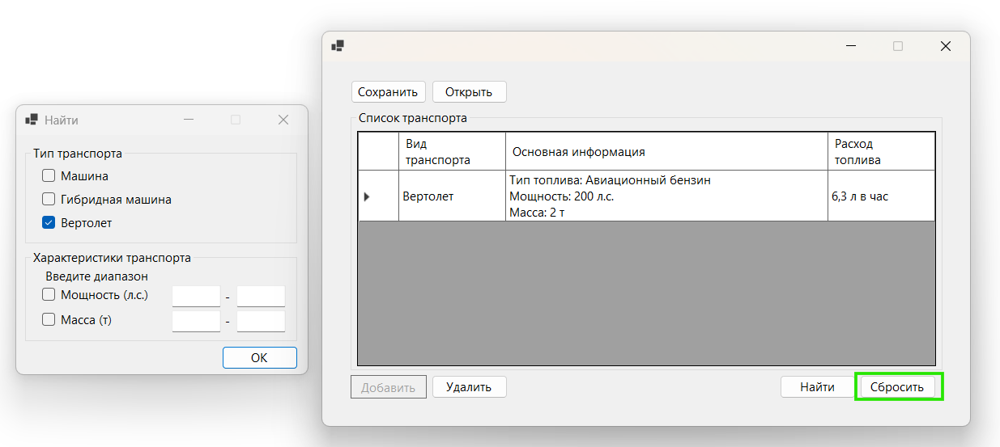 Найти
Тип транспорта
Машина
Гибридная машина
Вертолет
Характеристики транспорта
Введите диапазон
Мощность (л.с.)
-
Масса (т)
-
OK
Сохранить
Открыть
Список транспорта
Вид
транспорта
Основная информация
Расход
топлива
Вертолет
Тип топлива: Авиационный бензин
Мощность: 200 л.с.
Масса: 2 т
6,3 л в час
Добавить
Удалить
Найти
Сбросить